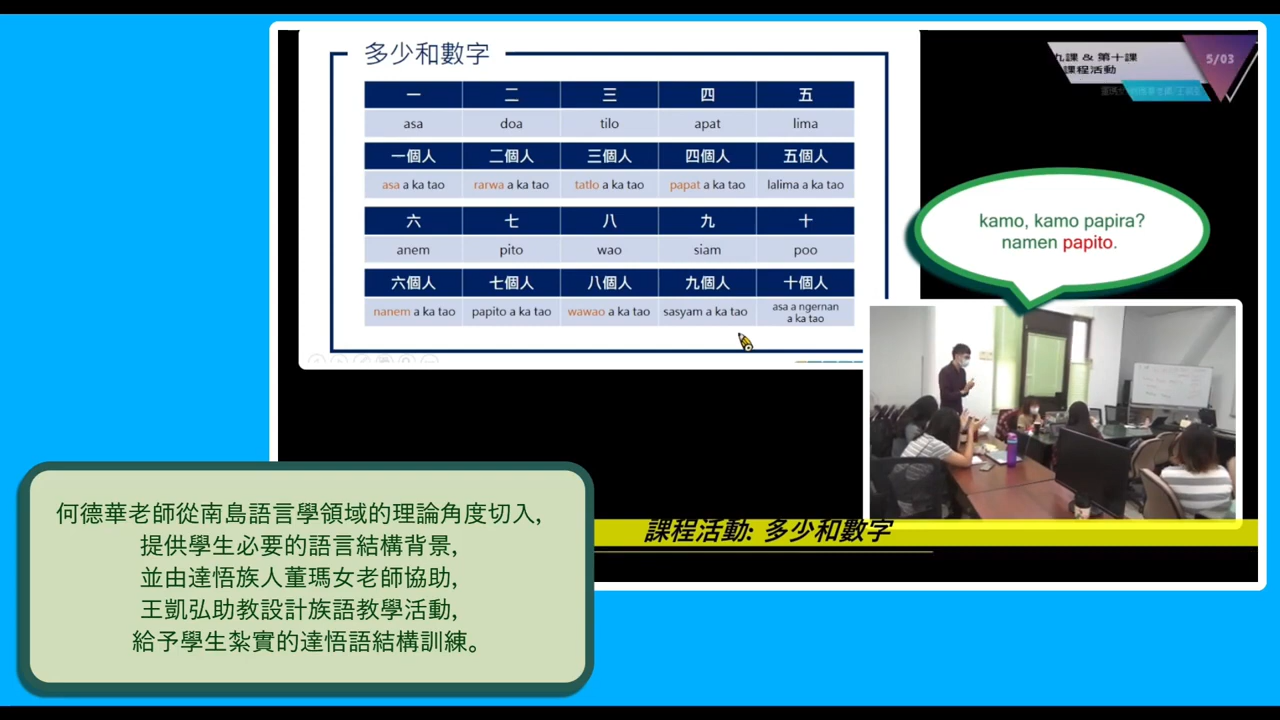 多少和數字
一 二 三 四 五
asa doa tilo apat lima
一個人 二個人 三個人 四個人 五個人
asa a ka tao rarwa a ka tao tatlo a ka tao papat a ka tao lalima a ka tao
六 七 八 九 十
anem pito wao siam poo
六個人 七個人 八個人 九個人 十個人
nanem a ka tao papito a ka tao wawao a ka tao sasyam a ka tao asa a ngernan
a ka tao
九課 & 第十課
課程活動
5/03
kamo, kamo papira?
namen papito.
課程活動: 多少和數字
何德華老師從南島語言學領域的理論角度切入,
提供學生必要的語言結構背景,
並由達悟族人董瑪女老師協助,
王凱弘助教設計族語教學活動,
給予學生紮實的達悟語結構訓練。